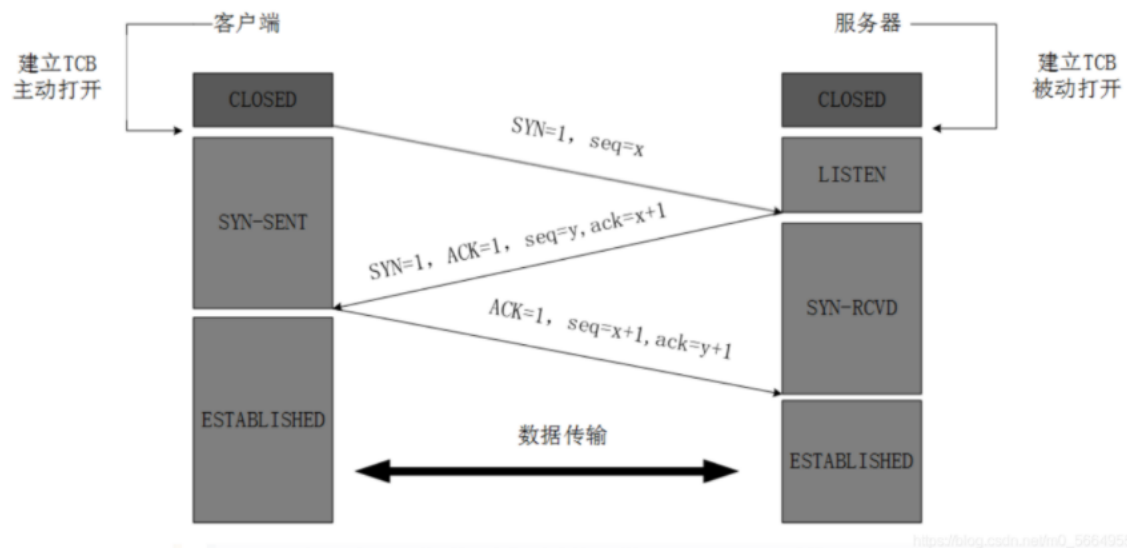 客户端
服务器
建立TCB
主动打开
建立TCB
被动打开
CLOSED
CLOSED
SYN=1, seq=x
LISTEN
SYN-SENT
SYN=1, ACK=1, seq=y,ack=x+1
ACK=1, seq=x+1,ack=y+1
SYN-RCVD
ESTABLISHED
数据传输
ESTABLISHED